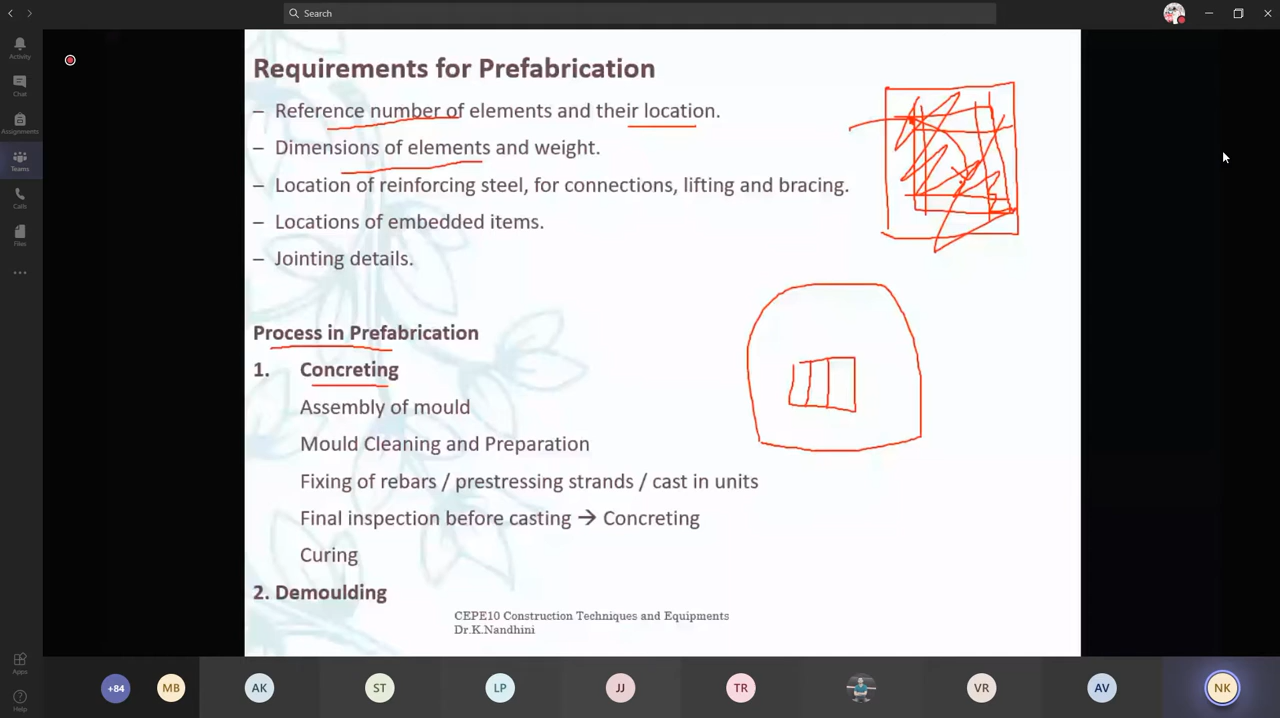 Search
Activity
Chat
Assignments
Teams
Calls
Files
Apps
Help
Requirements for Prefabrication
– Reference number of elements and their location.
– Dimensions of elements and weight.
– Location of reinforcing steel, for connections, lifting and bracing.
– Locations of embedded items.
– Jointing details.
Process in Prefabrication
1. Concreting
Assembly of mould
Mould Cleaning and Preparation
Fixing of rebars / prestressing strands / cast in units
Final inspection before casting → Concreting
Curing
2. Demoulding
CEPE10 Construction Techniques and Equipments
Dr.K.Nandhini
+84 MB AK ST LP JJ TR VR AV NK